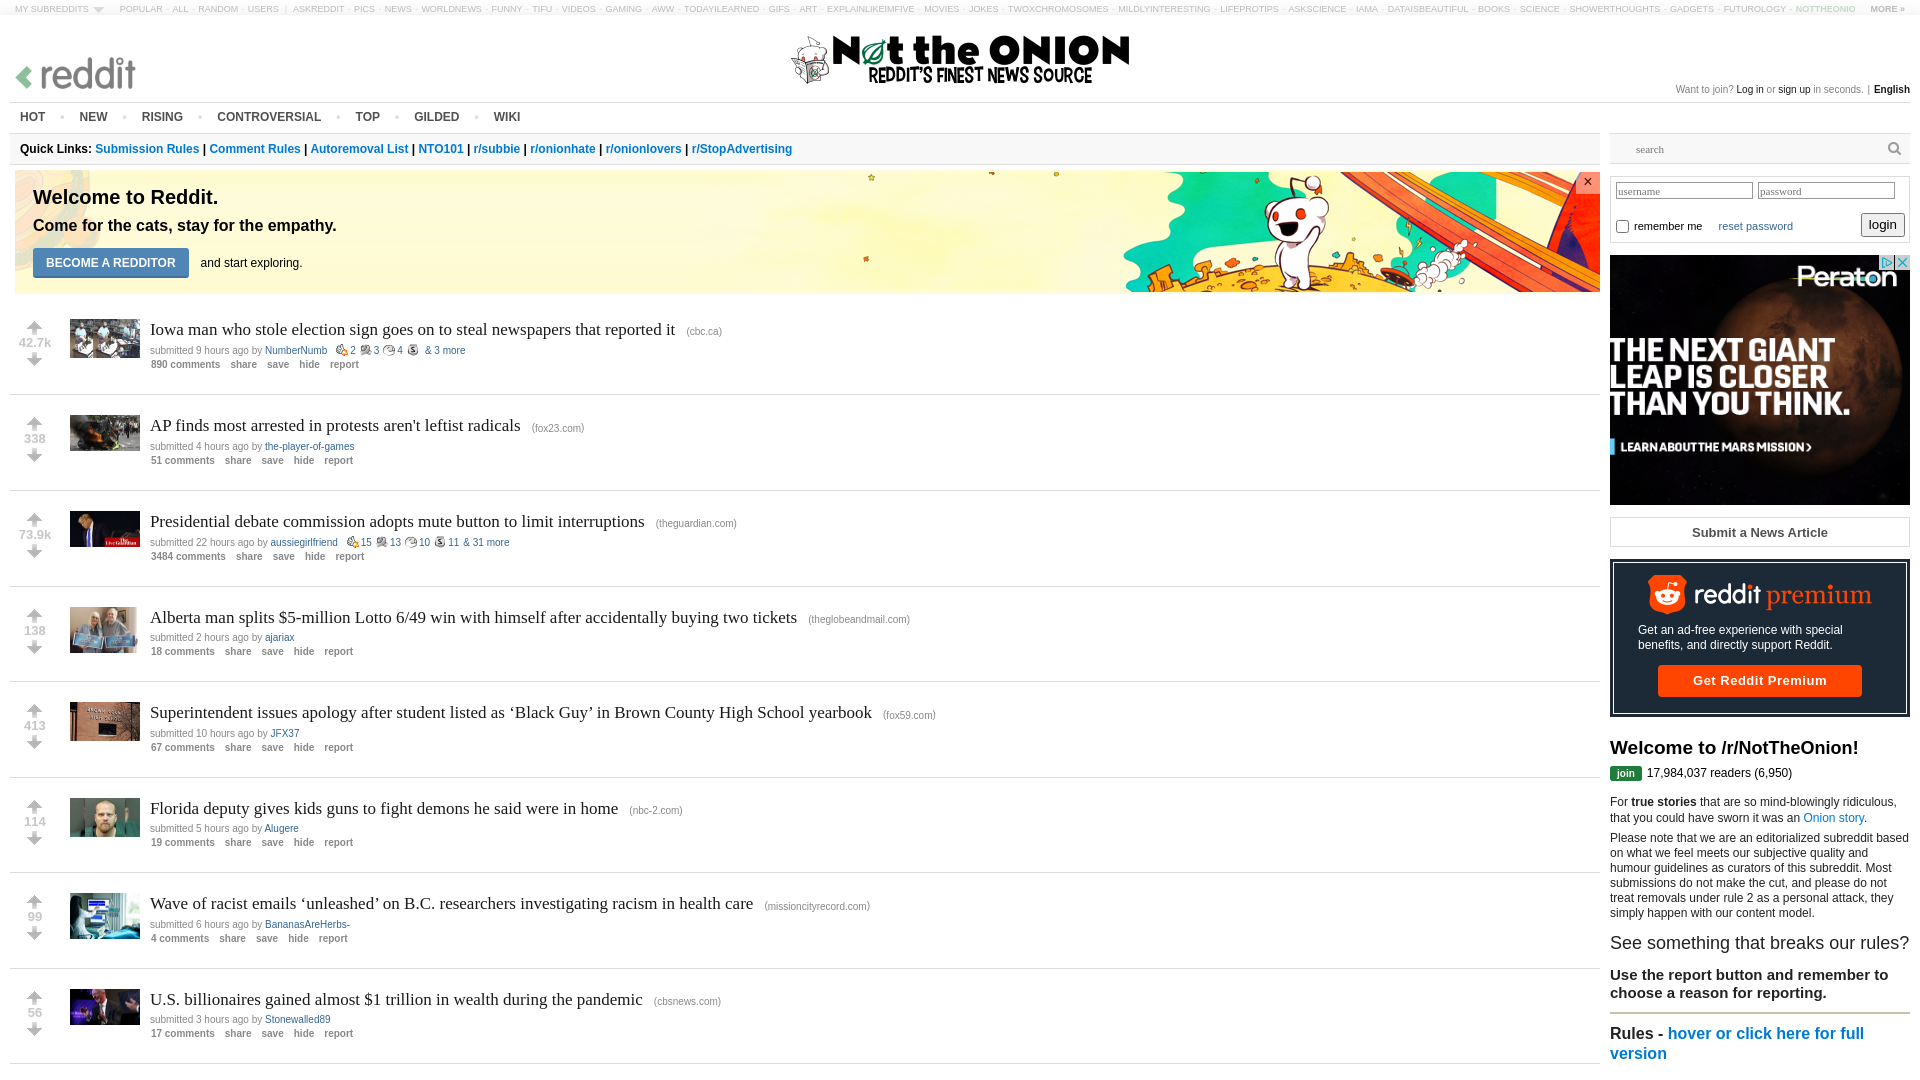 MY SUBREDDITS POPULAR - ALL - RANDOM - USERS | ASKREDDIT - PICS - NEWS - WORLDNEWS - FUNNY - TIFU - VIDEOS - GAMING - AWW - TODAYILEARNED - GIFS - ART - EXPLAINLIKEIMFIVE - MOVIES - JOKES - TWOXCHROMOSOMES - MILDLYINTERESTING - LIFEPROTIPS - ASKSCIENCE - IAMA - DATAISBEAUTIFUL - BOOKS - SCIENCE - SHOWERTHOUGHTS - GADGETS - FUTUROLOGY - NOTTHEONIO MORE »
reddit
Not the ONION
REDDIT'S FINEST NEWS SOURCE
Want to join? Log in or sign up in seconds. | English
HOT • NEW • RISING • CONTROVERSIAL • TOP • GILDED • WIKI
Quick Links: Submission Rules | Comment Rules | Autoremoval List | NTO101 | r/subbie | r/onionhate | r/onionlovers | r/StopAdvertising
Welcome to Reddit.
Come for the cats, stay for the empathy.
BECOME A REDDITOR and start exploring.
×
42.7k
Iowa man who stole election sign goes on to steal newspapers that reported it (cbc.ca)
submitted 9 hours ago by NumberNumb 2 3 4 & 3 more
890 comments share save hide report
338
AP finds most arrested in protests aren't leftist radicals (fox23.com)
submitted 4 hours ago by the-player-of-games
51 comments share save hide report
73.9k
Presidential debate commission adopts mute button to limit interruptions (theguardian.com)
submitted 22 hours ago by aussiegirlfriend 15 13 10 11 & 31 more
3484 comments share save hide report
138
Alberta man splits $5-million Lotto 6/49 win with himself after accidentally buying two tickets (theglobeandmail.com)
submitted 2 hours ago by ajariax
18 comments share save hide report
413
Superintendent issues apology after student listed as ‘Black Guy’ in Brown County High School yearbook (fox59.com)
submitted 10 hours ago by JFX37
67 comments share save hide report
114
Florida deputy gives kids guns to fight demons he said were in home (nbc-2.com)
submitted 5 hours ago by Alugere
19 comments share save hide report
99
Wave of racist emails ‘unleashed’ on B.C. researchers investigating racism in health care (missioncityrecord.com)
submitted 6 hours ago by BananasAreHerbs-
4 comments share save hide report
56
U.S. billionaires gained almost $1 trillion in wealth during the pandemic (cbsnews.com)
submitted 3 hours ago by Stonewalled89
17 comments share save hide report
search
username password
remember me reset password login
Peraton
THE NEXT GIANT
LEAP IS CLOSER
THAN YOU THINK.
LEARN ABOUT THE MARS MISSION >
Submit a News Article
reddit premium
Get an ad-free experience with special
benefits, and directly support Reddit.
Get Reddit Premium
Welcome to /r/NotTheOnion!
join 17,984,037 readers (6,950)
For true stories that are so mind-blowingly ridiculous,
that you could have sworn it was an Onion story.
Please note that we are an editorialized subreddit based
on what we feel meets our subjective quality and
humour guidelines as curators of this subreddit. Most
submissions do not make the cut, and please do not
treat removals under rule 2 as a personal attack, they
simply happen with our content model.
See something that breaks our rules?
Use the report button and remember to
choose a reason for reporting.
Rules - hover or click here for full
version